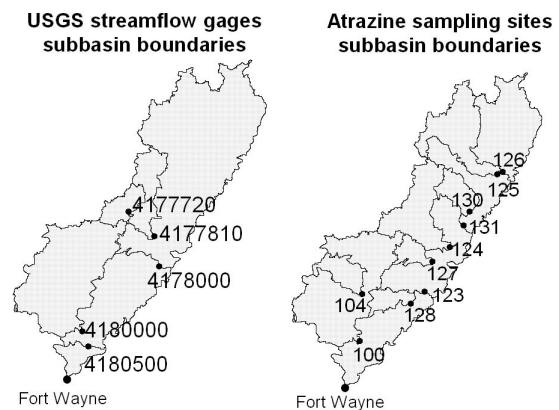 USGS streamflow gages
subbasin boundaries
4177720
4177810
4178000
4180000
4180500
Fort Wayne
Atrazine sampling sites
subbasin boundaries
126
125
130
131
124
127
104
123
128
100
Fort Wayne